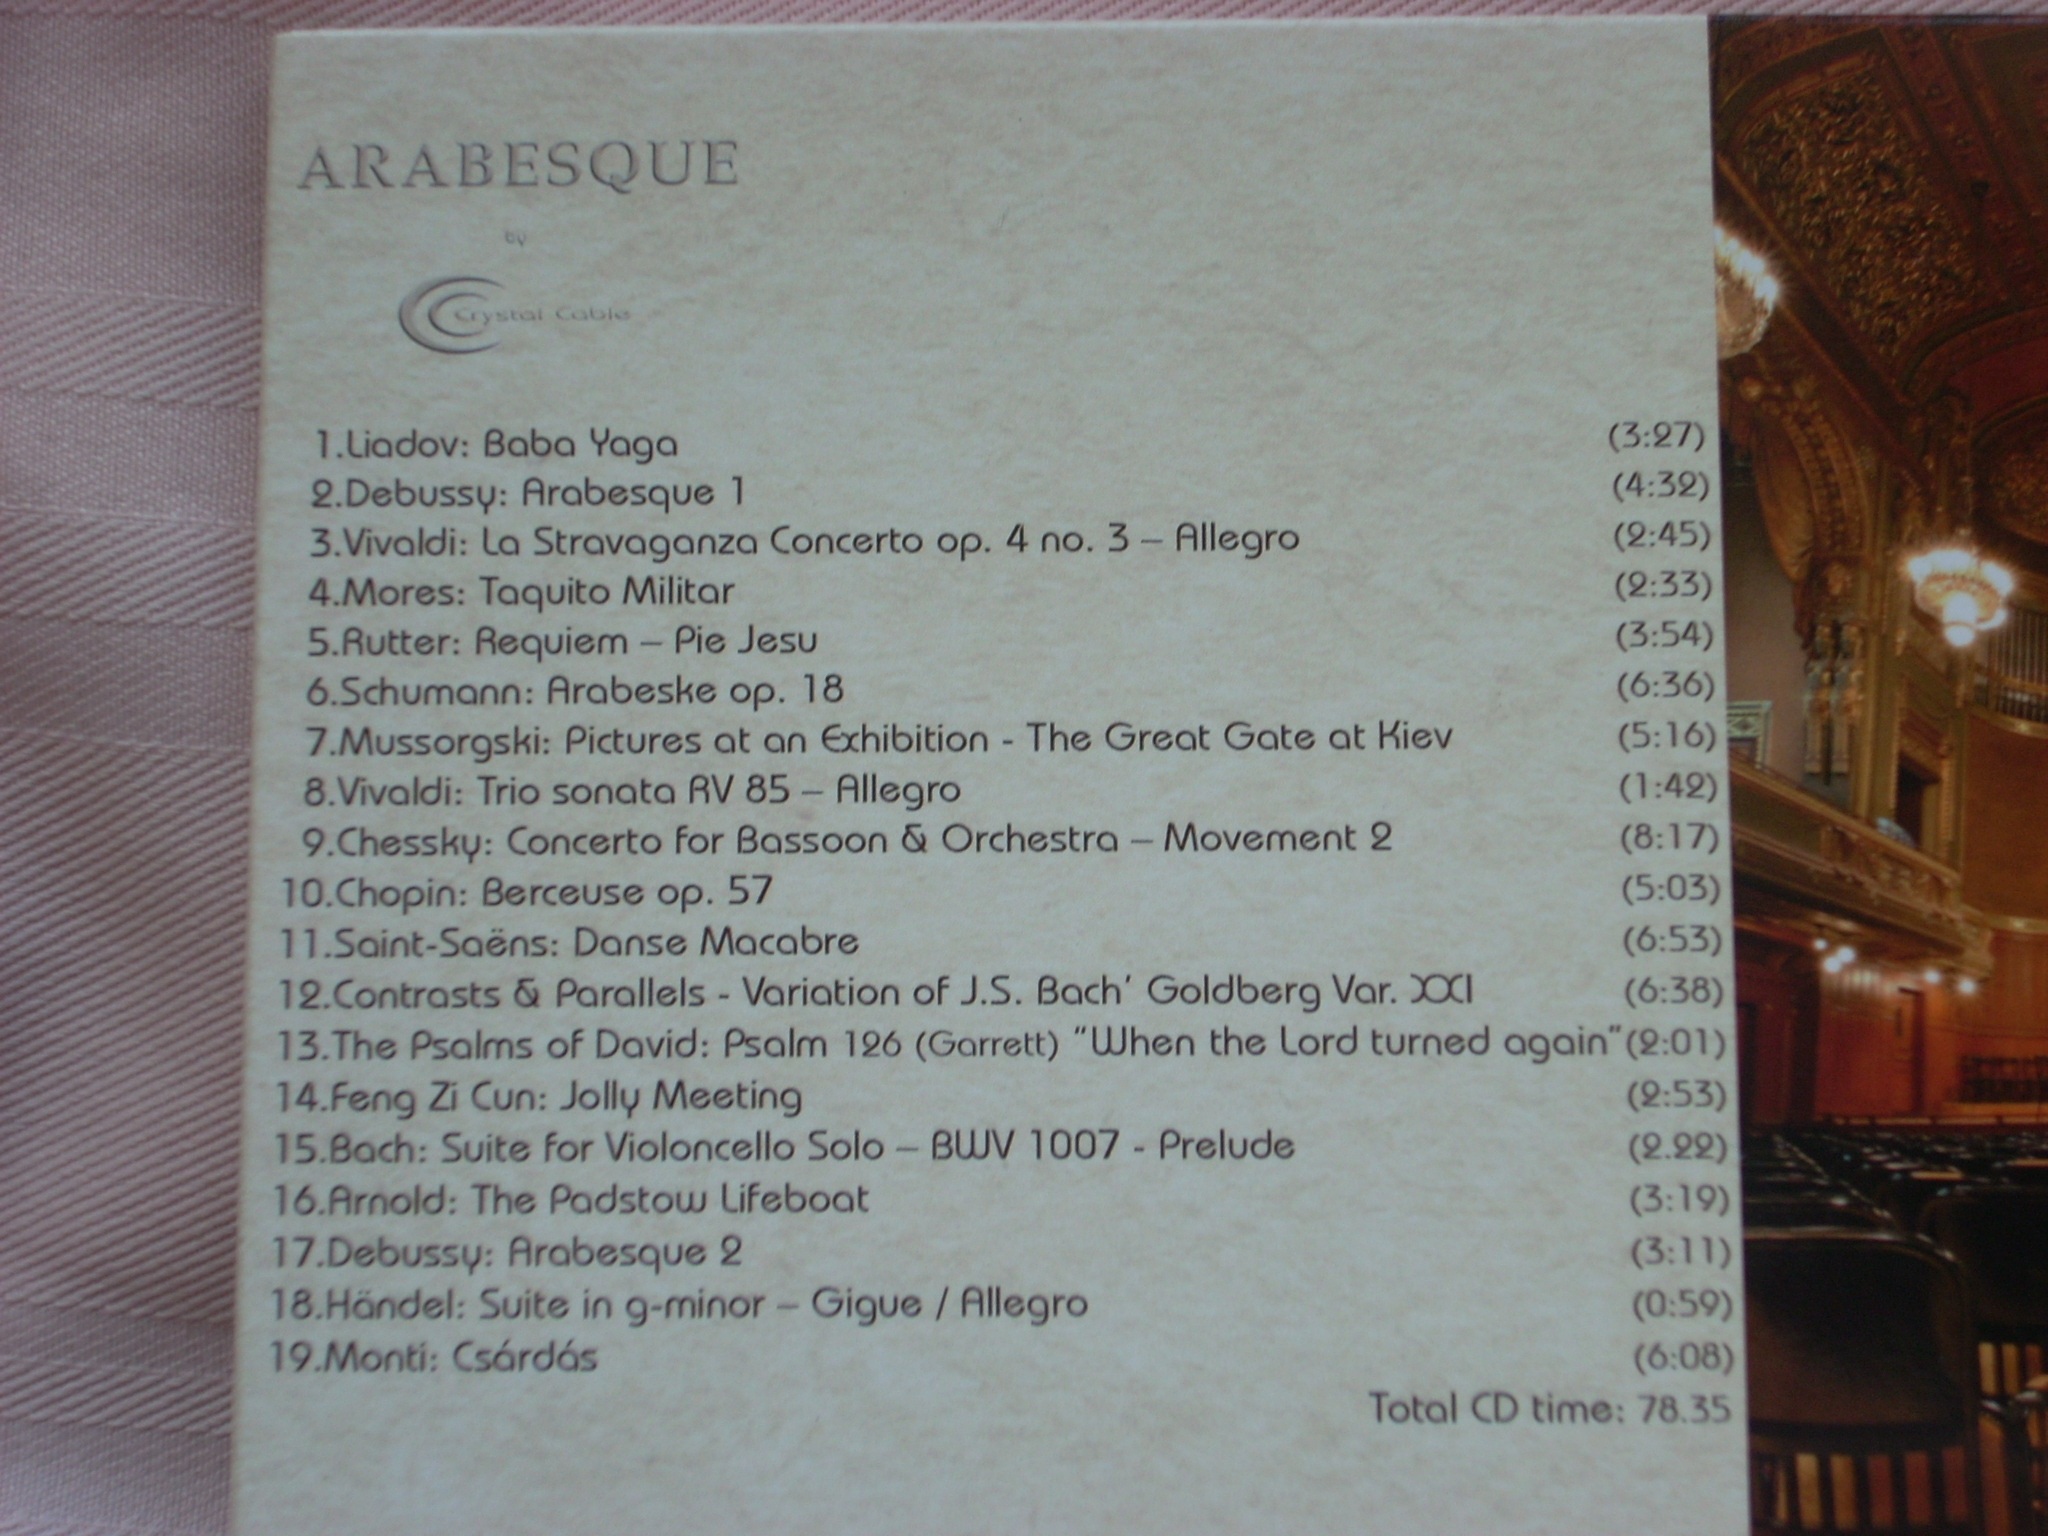 ARABESQUE
by
Crystal Cable
1.Liadov: Baba Yaga (3:27)
2.Debussy: Arabesque 1 (4:32)
3.Vivaldi: La Stravaganza Concerto op. 4 no. 3 – Allegro (2:45)
4.Mores: Taquito Militar (2:33)
5.Rutter: Requiem – Pie Jesu (3:54)
6.Schumann: Arabeske op. 18 (6:36)
7.Mussorgski: Pictures at an Exhibition - The Great Gate at Kiev (5:16)
8.Vivaldi: Trio sonata RV 85 – Allegro (1:42)
9.Chessky: Concerto for Bassoon & Orchestra – Movement 2 (8:17)
10.Chopin: Berceuse op. 57 (5:03)
11.Saint-Saëns: Danse Macabre (6:53)
12.Contrasts & Parallels - Variation of J.S. Bach' Goldberg Var. XXI (6:38)
13.The Psalms of David: Psalm 126 (Garrett) "When the Lord turned again"(2:01)
14.Feng Zi Cun: Jolly Meeting (2:53)
15.Bach: Suite for Violoncello Solo – BWV 1007 - Prelude (2.22)
16.Arnold: The Padstow Lifeboat (3:19)
17.Debussy: Arabesque 2 (3:11)
18.Händel: Suite in g-minor – Gigue / Allegro (0:59)
19.Monti: Csárdás (6:08)
Total CD time: 78.35